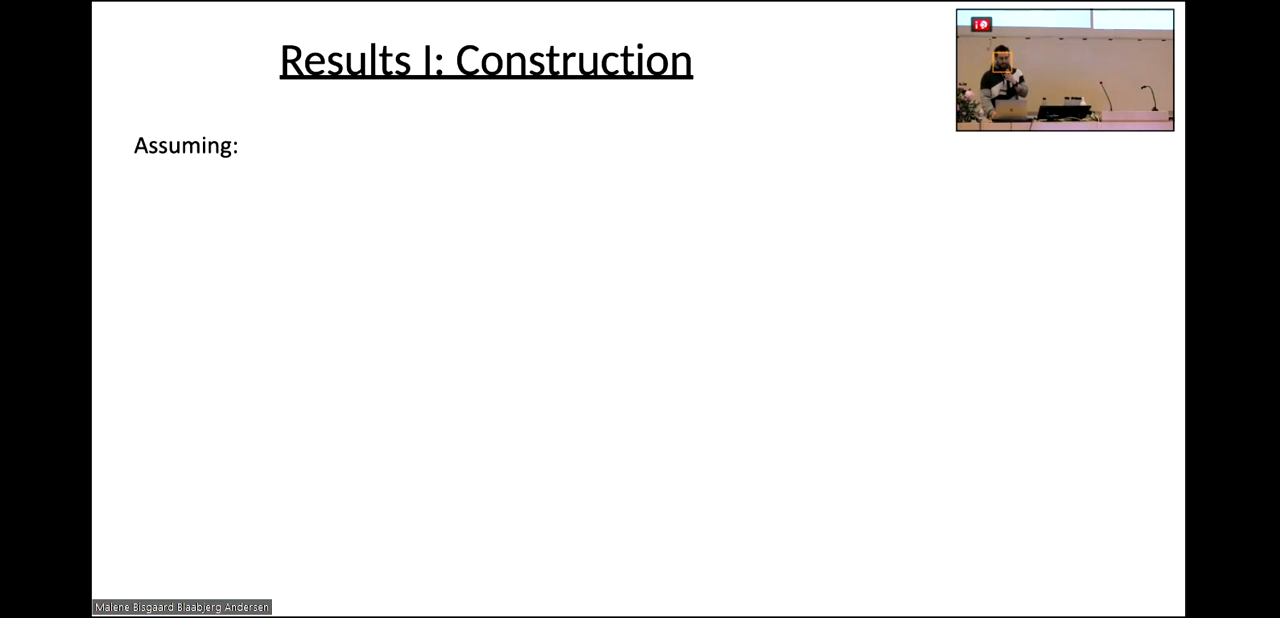 Results I: Construction
Assuming:
Malene Bisgaard Blaabjerg Andersen